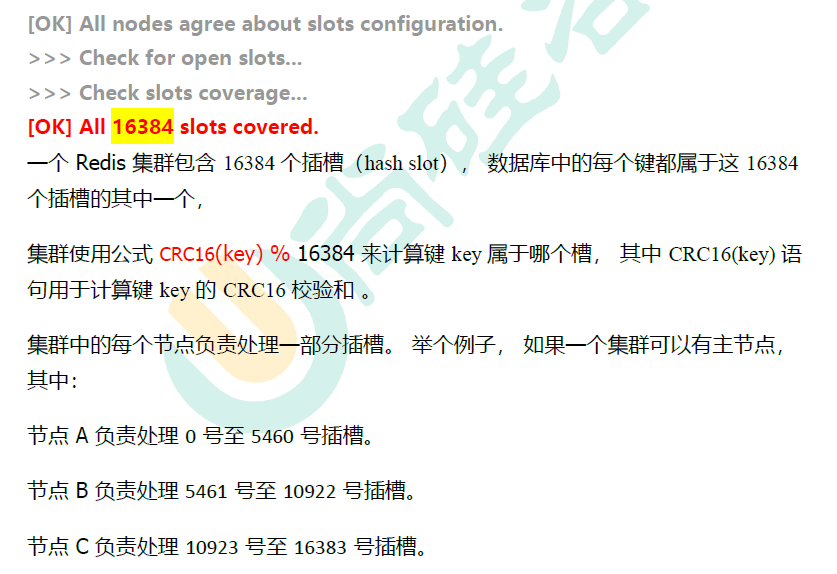 [OK] All nodes agree about slots configuration.
>>> Check for open slots...
>>> Check slots coverage...
[OK] All 16384 slots covered.
一个 Redis 集群包含 16384 个插槽（hash slot）， 数据库中的每个键都属于这 16384
个插槽的其中一个，
集群使用公式 CRC16(key) % 16384 来计算键 key 属于哪个槽， 其中 CRC16(key) 语
句用于计算键 key 的 CRC16 校验和 。
集群中的每个节点负责处理一部分插槽。 举个例子， 如果一个集群可以有主节点，
其中：
节点 A 负责处理 0 号至 5460 号插槽。
节点 B 负责处理 5461 号至 10922 号插槽。
节点 C 负责处理 10923 号至 16383 号插槽。
尚硅谷